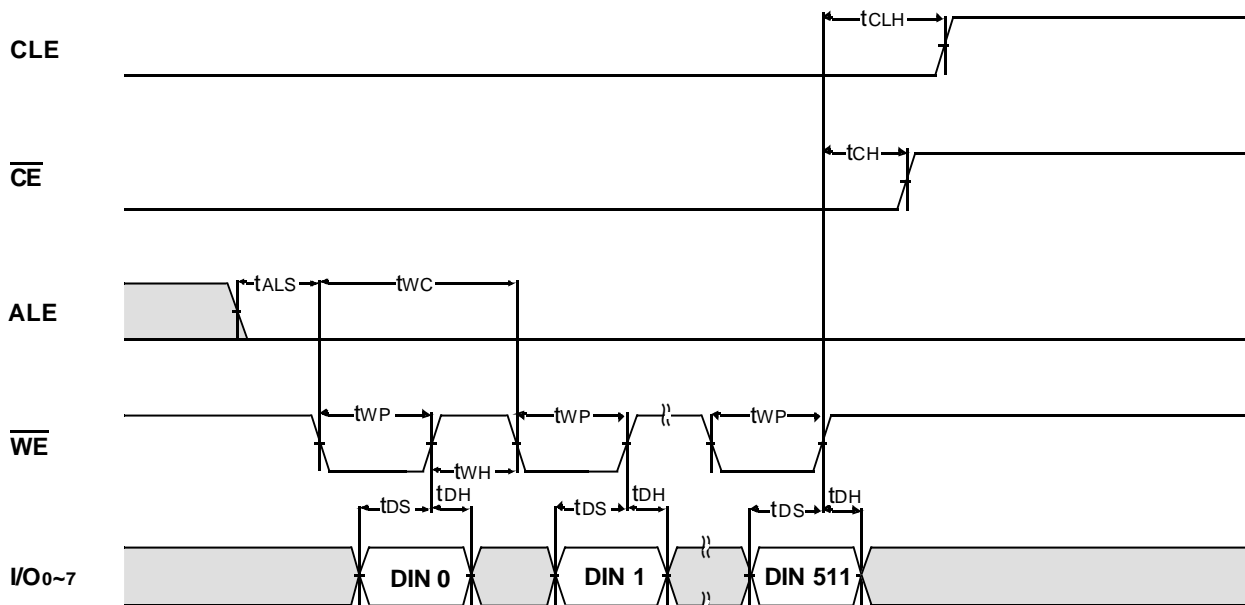 tCLH
CLE
tCH
CE
tALS
tWC
ALE
tWP
tWP
tWP
WE
tWH
tDS
tDH
tDS
tDH
tDS
tDH
I/O0~7
DIN 0
DIN 1
DIN 511